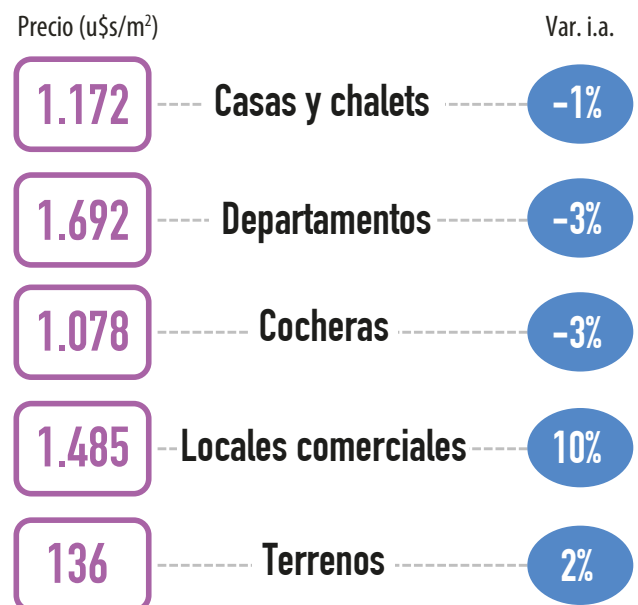 Precio (u$s/m²) Var. i.a.
1.172 Casas y chalets -1%
1.692 Departamentos -3%
1.078 Cocheras -3%
1.485 Locales comerciales 10%
136 Terrenos 2%